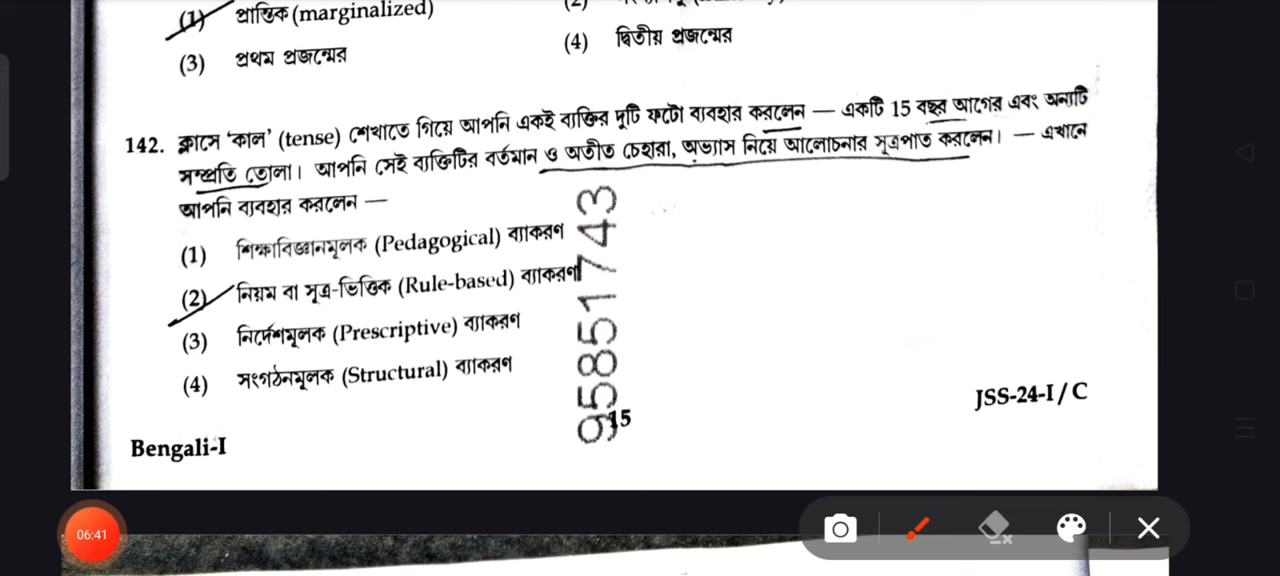 (1) প্রান্তিক (marginalized)
(2)
(3) প্রথম প্রজন্মের
(4) দ্বিতীয় প্রজন্মের
142. ক্লাসে ‘কাল’ (tense) শেখাতে গিয়ে আপনি একই ব্যক্তির দুটি ফটো ব্যবহার করলেন — একটি 15 বছর আগের এবং অন্যটি
সম্প্রতি তোলা। আপনি সেই ব্যক্তিটির বর্তমান ও অতীত চেহারা, অভ্যাস নিয়ে আলোচনার সূত্রপাত করলেন। — এখানে
আপনি ব্যবহার করলেন —
(1) শিক্ষাবিজ্ঞানমূলক (Pedagogical) ব্যাকরণ
(2) নিয়ম বা সূত্র-ভিত্তিক (Rule-based) ব্যাকরণ
(3) নির্দেশমূলক (Prescriptive) ব্যাকরণ
(4) সংগঠনমূলক (Structural) ব্যাকরণ
95851743
15
JSS-24-I / C
Bengali-I
06:41